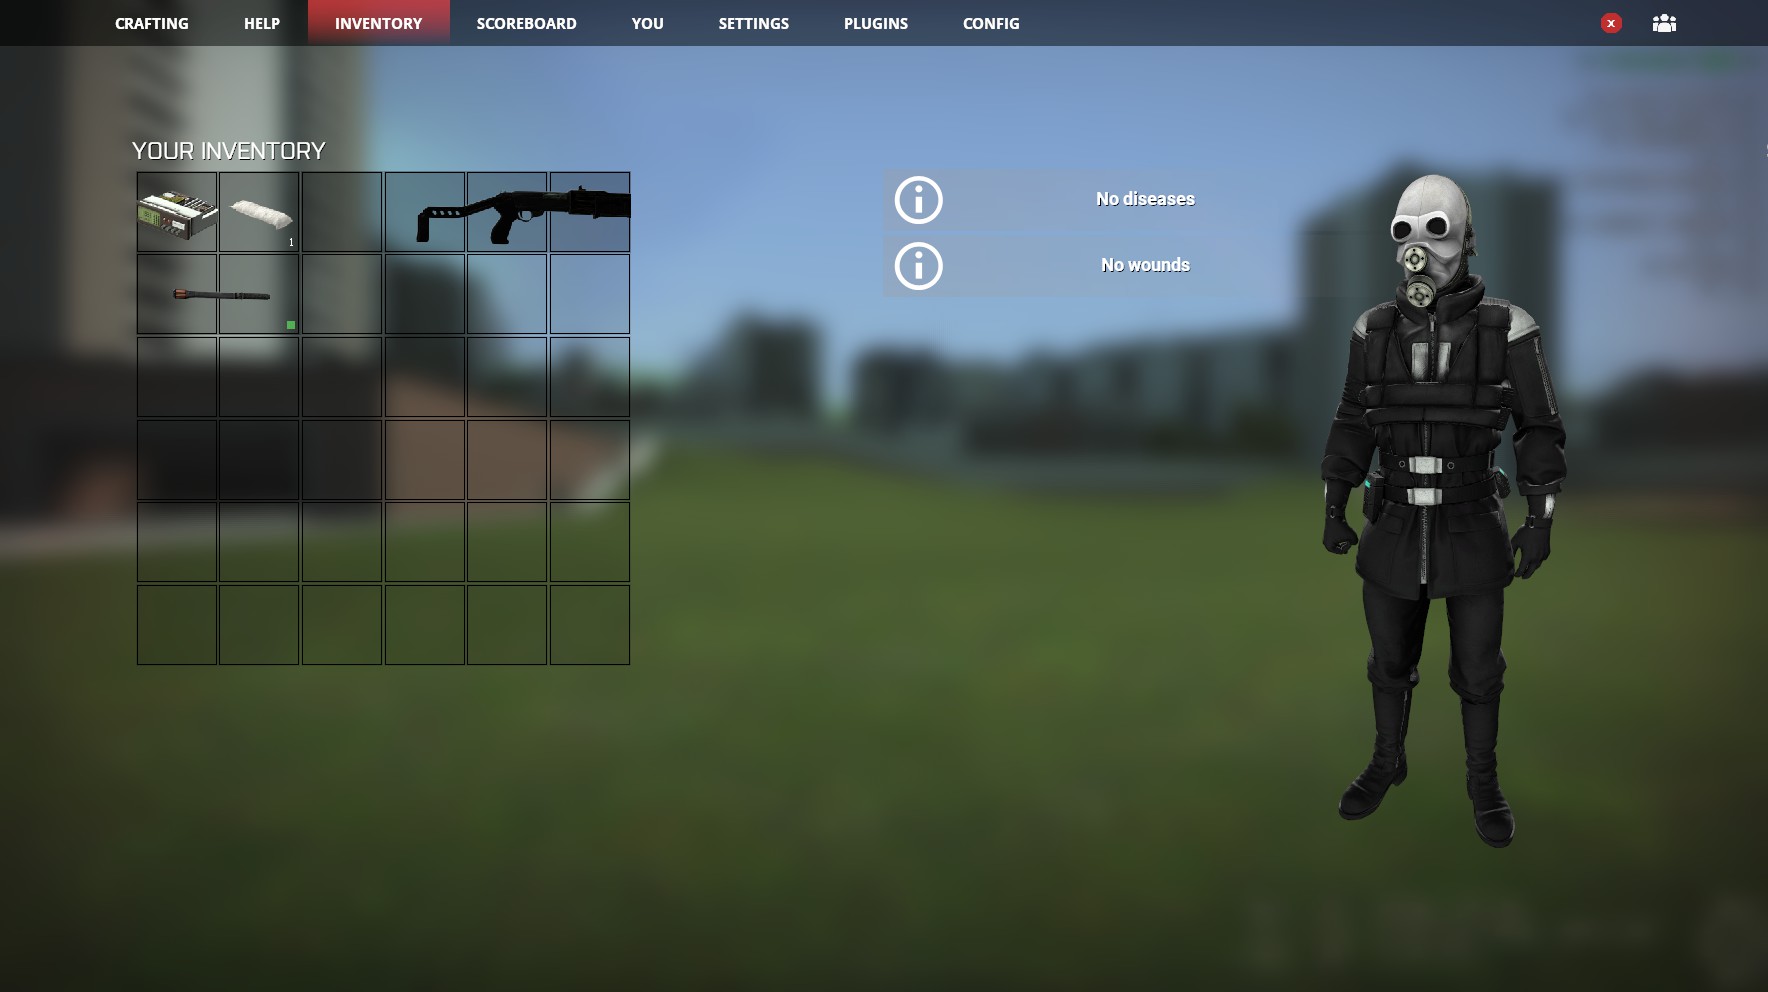 CRAFTING HELP INVENTORY SCOREBOARD YOU SETTINGS PLUGINS CONFIG X
YOUR INVENTORY
1
No diseases
No wounds